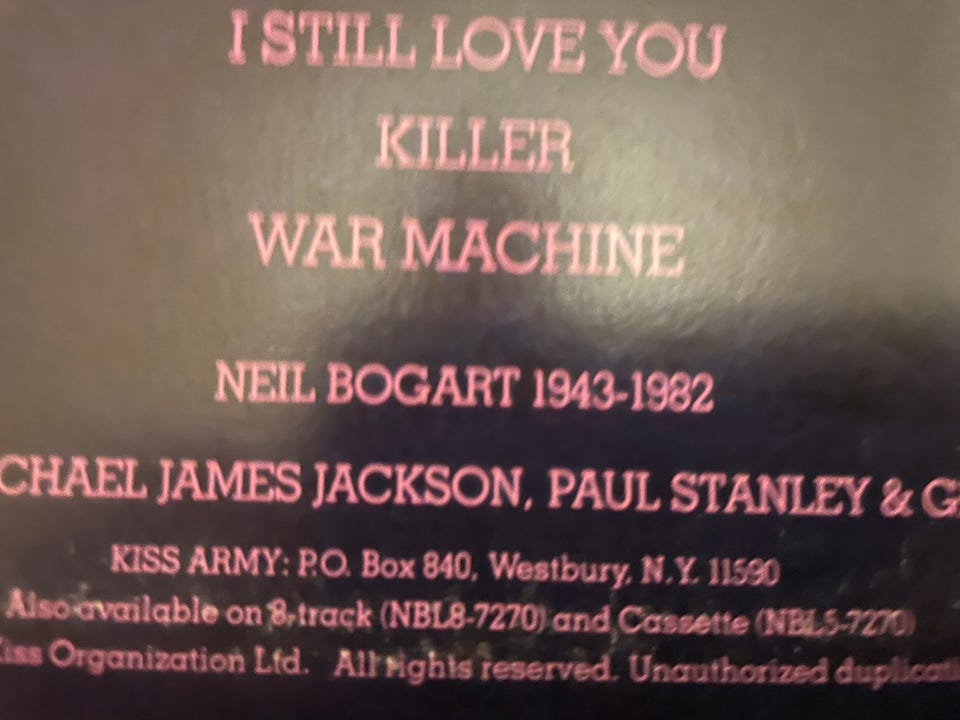 I STILL LOVE YOU
KILLER
WAR MACHINE
NEIL BOGART 1943-1982
CHAEL JAMES JACKSON, PAUL STANLEY & G
KISS ARMY: P.O. Box 840, Westbury, N.Y. 11590
Also available on 8-track (NBL8-7270) and Cassette (NBL5-7270)
Kiss Organization Ltd. All rights reserved. Unauthorized duplicati